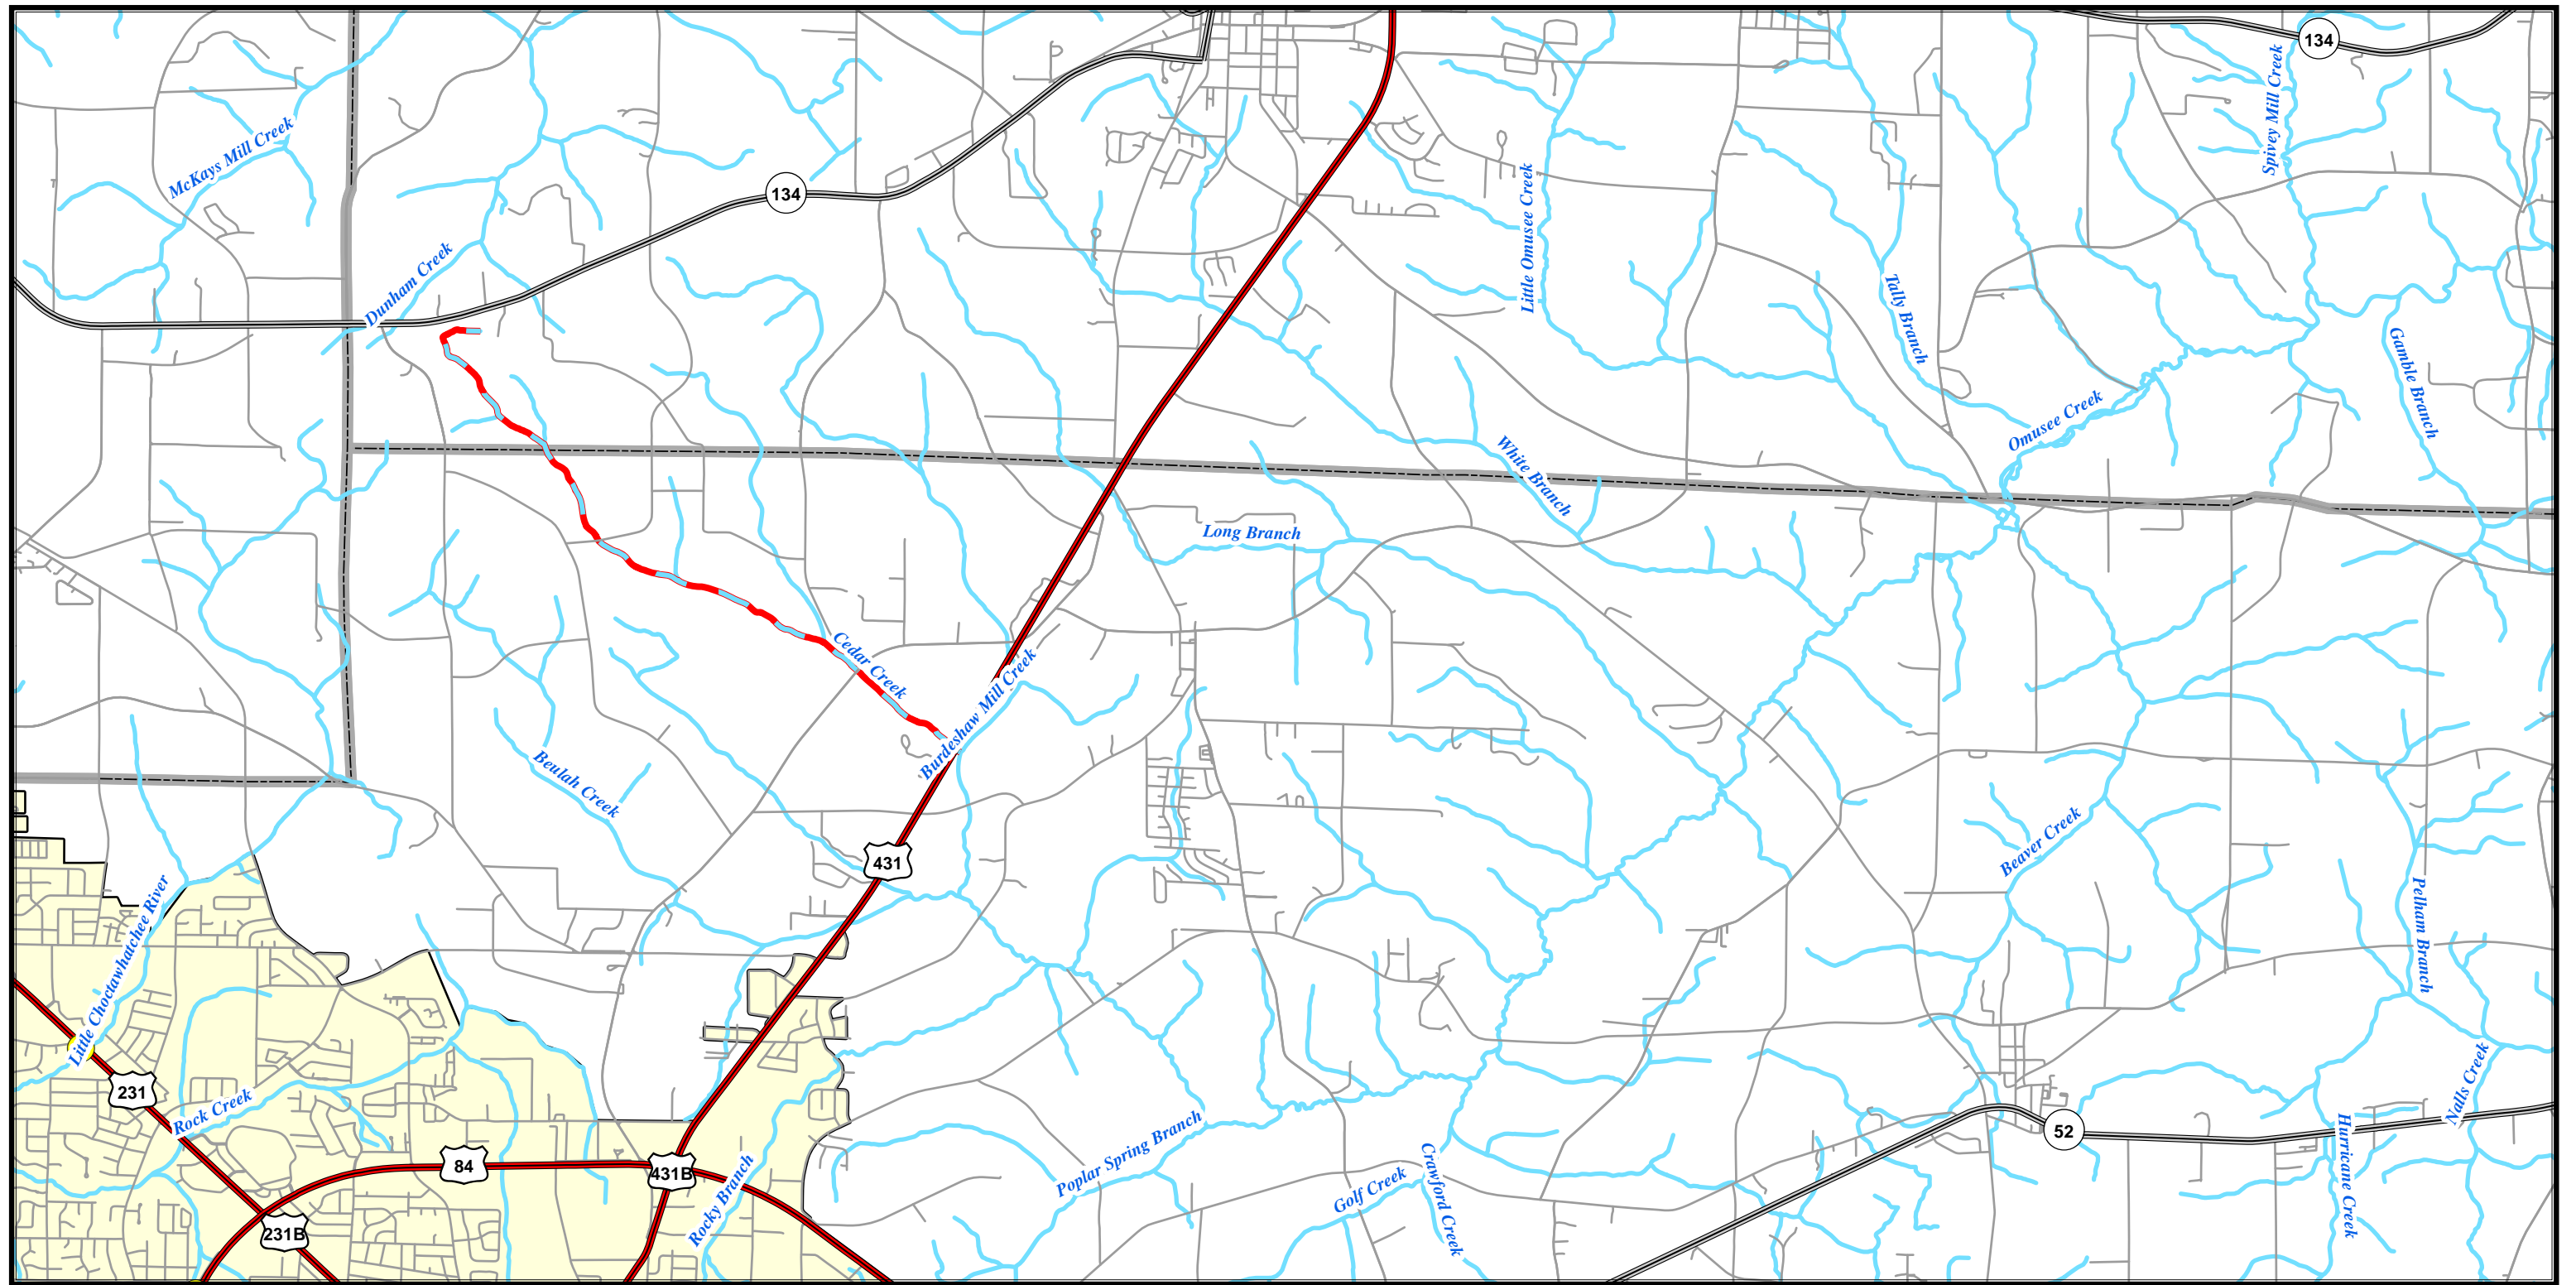 134
Spivey Mill Creek
McKays Mill Creek
134
Little Omusee Creek
Dunham Creek
Tally Branch
Gamble Branch
Omusee Creek
White Branch
Long Branch
Cedar Creek
Burdeshaw Mill Creek
Beulah Creek
431
Beaver Creek
Little Choctawhatchee River
Pelham Branch
231
Rock Creek
Nalls Creek
52
Hurricane Creek
84
431B
Poplar Spring Branch
Golf Creek
Crawford Creek
Rocky Branch
231B